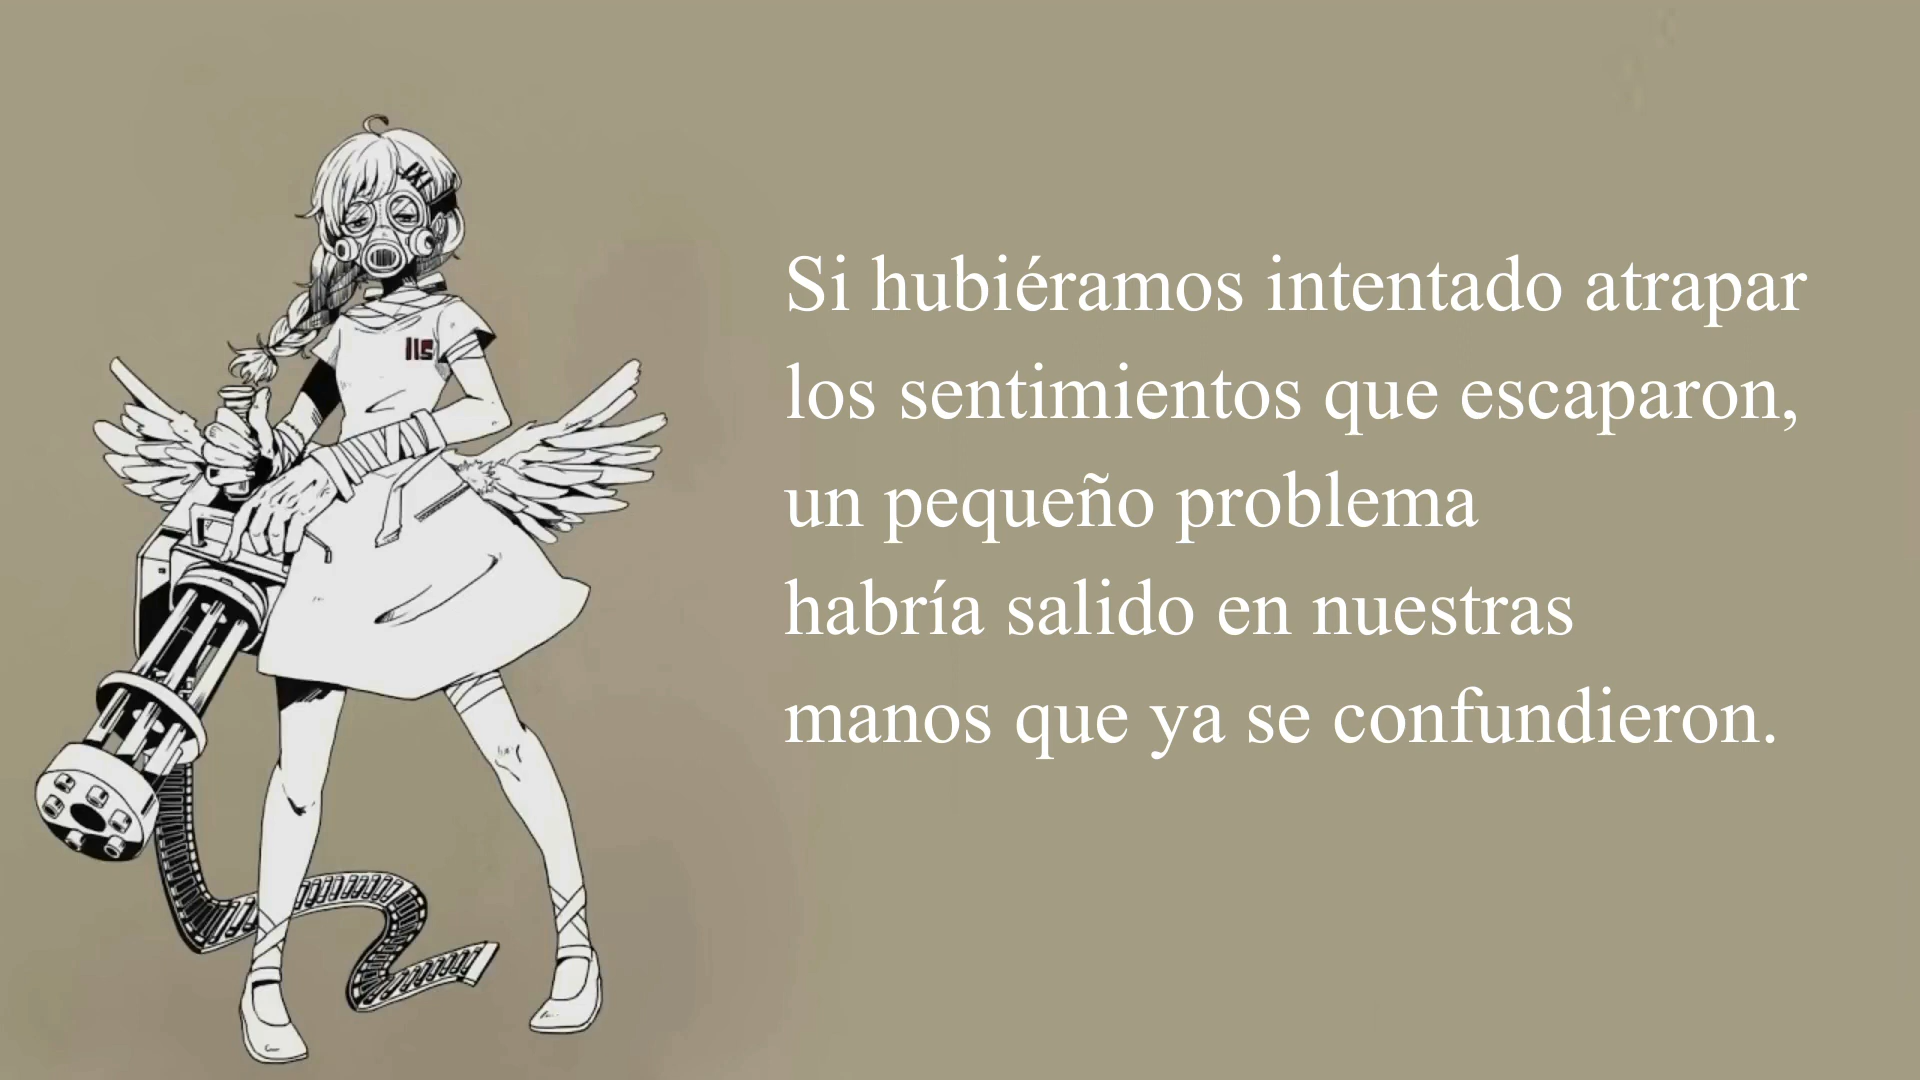 Si hubiéramos intentado atrapar
los sentimientos que escaparon,
un pequeño problema
habría salido en nuestras
manos que ya se confundieron.